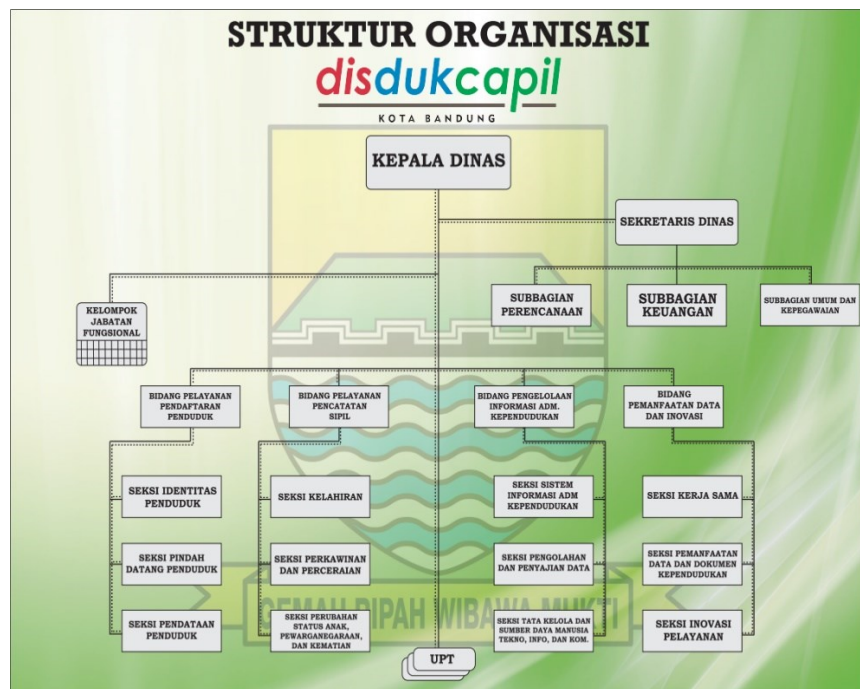 STRUKTUR ORGANISASI
disdukcapil
KOTA BANDUNG
KEPALA DINAS
SEKRETARIS DINAS
KELOMPOK
JABATAN
FUNGSIONAL
SUBBAGIAN
PERENCANAAN
SUBBAGIAN
KEUANGAN
SUBBAGIAN UMUM DAN
KEPEGAWAIAN
BIDANG PELAYANAN
PENDAFTARAN
PENDUDUK
BIDANG PELAYANAN
PENCATATAN
SIPIL
BIDANG PENGELOLAAN
INFORMASI ADM.
KEPENDUDUKAN
BIDANG
PEMANFAATAN DATA
DAN INOVASI
SEKSI IDENTITAS
PENDUDUK
SEKSI KELAHIRAN
SEKSI SISTEM
INFORMASI ADM
KEPENDUDUKAN
SEKSI KERJA SAMA
SEKSI PINDAH
DATANG PENDUDUK
SEKSI PERKAWINAN
DAN PERCERAIAN
SEKSI PENGOLAHAN
DAN PENYAJIAN DATA
SEKSI PEMANFAATAN
DATA DAN DOKUMEN
KEPENDUDUKAN
GEMAH RIPAH WIBAWA MUKTI
SEKSI PENDATAAN
PENDUDUK
SEKSI PERUBAHAN
STATUS ANAK,
PEWARGANEGARAAN,
DAN KEMATIAN
SEKSI TATA KELOLA DAN
SUMBER DAYA MANUSIA
TEKNO, INFO, DAN KOM.
SEKSI INOVASI
PELAYANAN
UPT